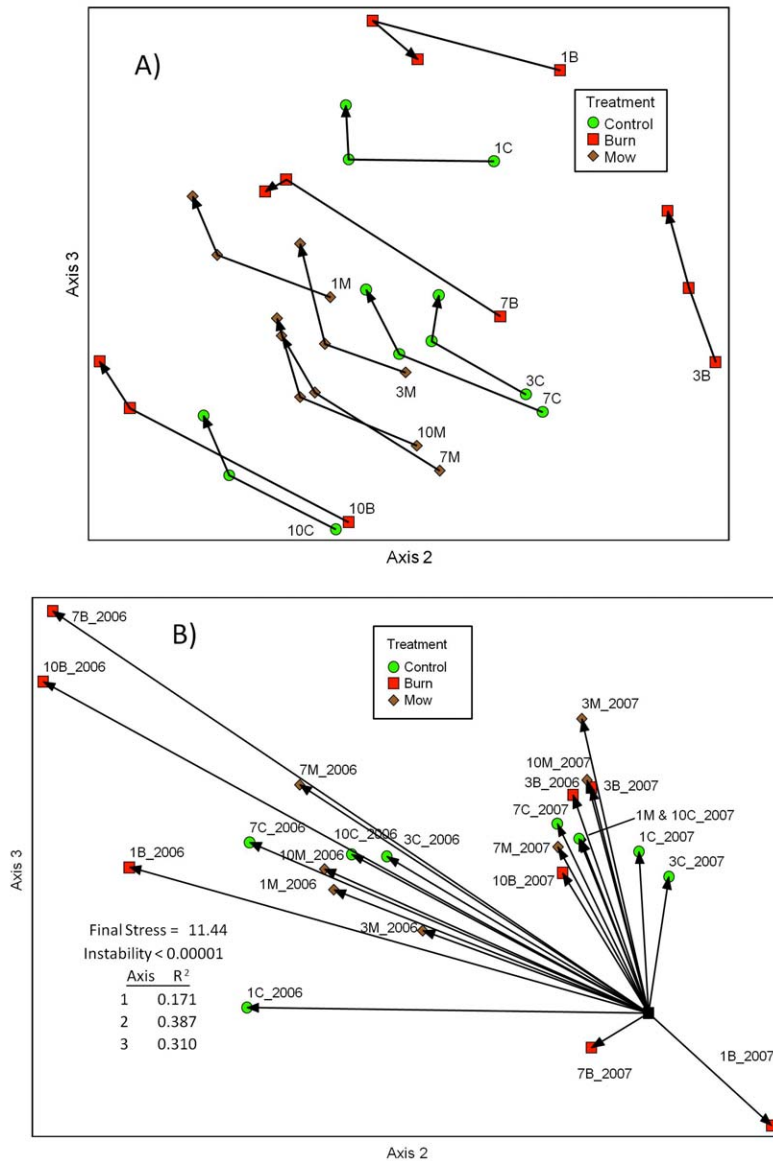 A)
1B
Treatment
Control
Burn
Mow
1C
1M
7B
3B
3M
3C
7C
10M
7M
10B
10C
Axis 3
Axis 2
7B_2006
B)
10B_2006
Treatment
Control
Burn
Mow
3M_2007
7M_2006
10M_2007
3B_2006
3B_2007
7C_2007
1M & 10C_2007
7C_2006
10C_2006
3C_2006
1C_2007
1B_2006
10M_2006
7M_2007
3C_2007
1M_2006
10B_2007
3M_2006
Final Stress = 11.44
Instability < 0.00001
Axis R²
1 0.171
2 0.387
3 0.310
1C_2006
7B_2007
1B_2007
Axis 3
Axis 2